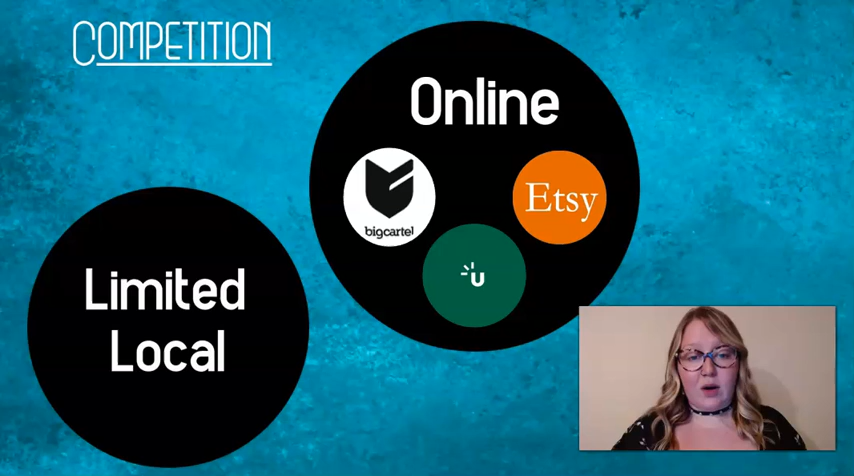 COMPETITION
Online
bigcartel
Etsy
u
Limited
Local